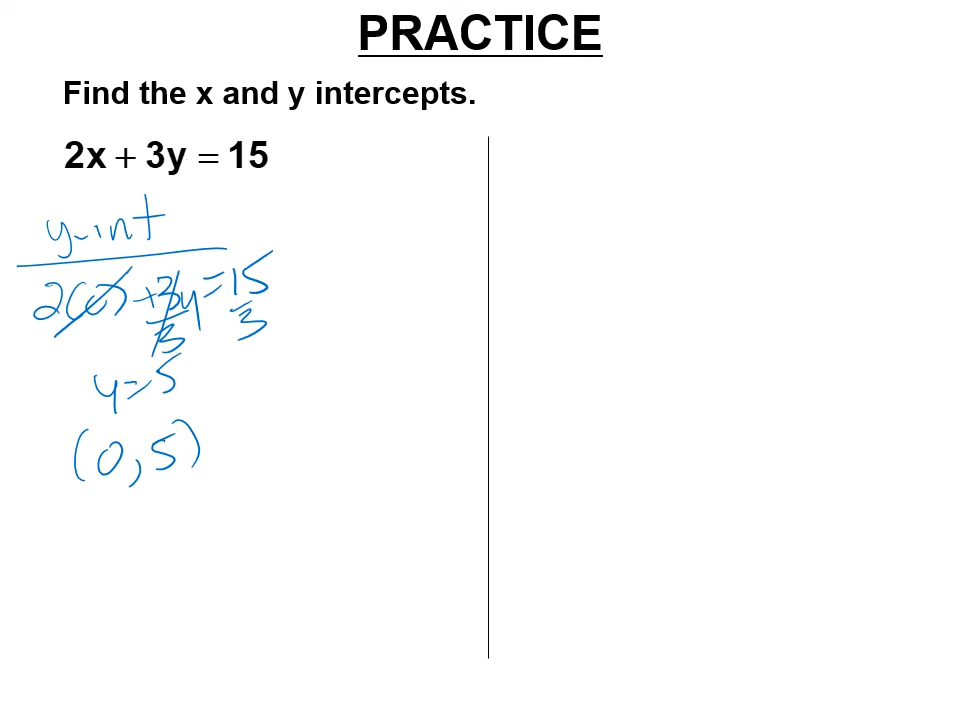 PRACTICE
Find the x and y intercepts.
2x + 3y = 15
y-int
2(0) + 3y = 15
3 3
y = 5
(0, 5)